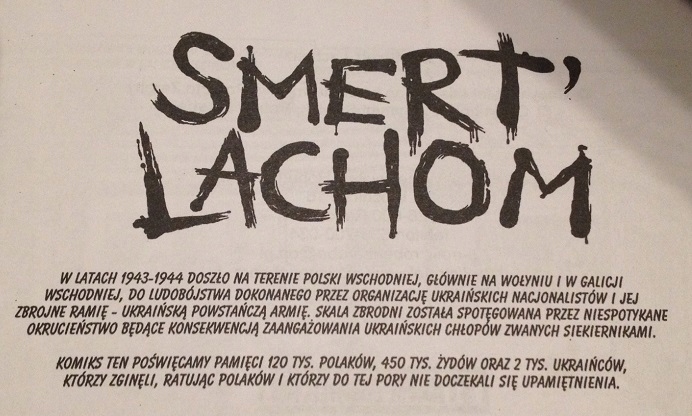 SMERT'
LACHOM
W LATACH 1943-1944 DOSZŁO NA TERENIE POLSKI WSCHODNIEJ, GŁÓWNIE NA WOŁYNIU I W GALICJI
WSCHODNIEJ, DO LUDOBÓJSTWA DOKONANEGO PRZEZ ORGANIZACJĘ UKRAIŃSKICH NACJONALISTÓW I JEJ
ZBROJNE RAMIĘ - UKRAIŃSKĄ POWSTAŃCZĄ ARMIĘ. SKALA ZBRODNI ZOSTAŁA SPOTĘGOWANA PRZEZ NIESPOTYKANE
OKRUCIEŃSTWO BĘDĄCE KONSEKWENCJĄ ZAANGAŻOWANIA UKRAIŃSKICH CHŁOPÓW ZWANYCH SIEKIERNIKAMI.
KOMIKS TEN POŚWIĘCAMY PAMIĘCI 120 TYS. POLAKÓW, 450 TYS. ŻYDÓW ORAZ 2 TYS. UKRAIŃCÓW,
KTÓRZY ZGINĘLI, RATUJĄC POLAKÓW I KTÓRZY DO TEJ PORY NIE DOCZEKALI SIĘ UPAMIĘTNIENIA.